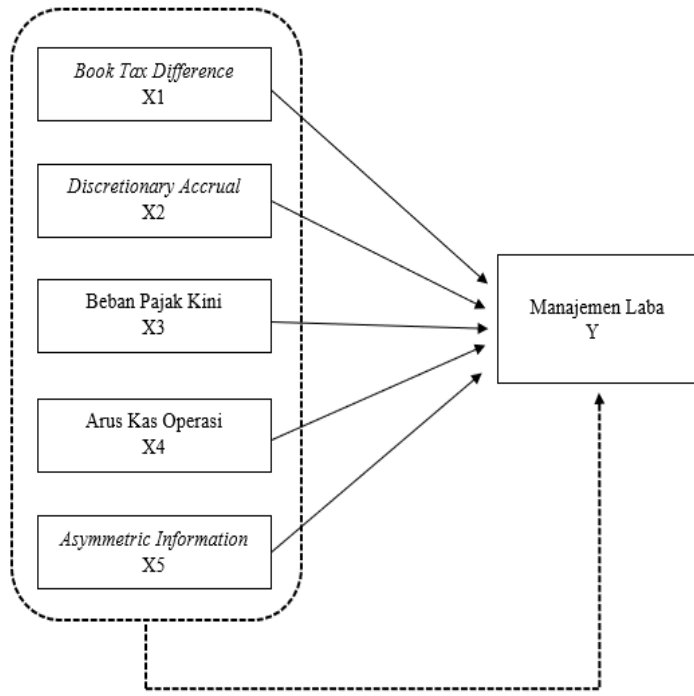 Book Tax Difference
X1
Discretionary Accrual
X2
Beban Pajak Kini
X3
Arus Kas Operasi
X4
Asymmetric Information
X5
Manajemen Laba
Y